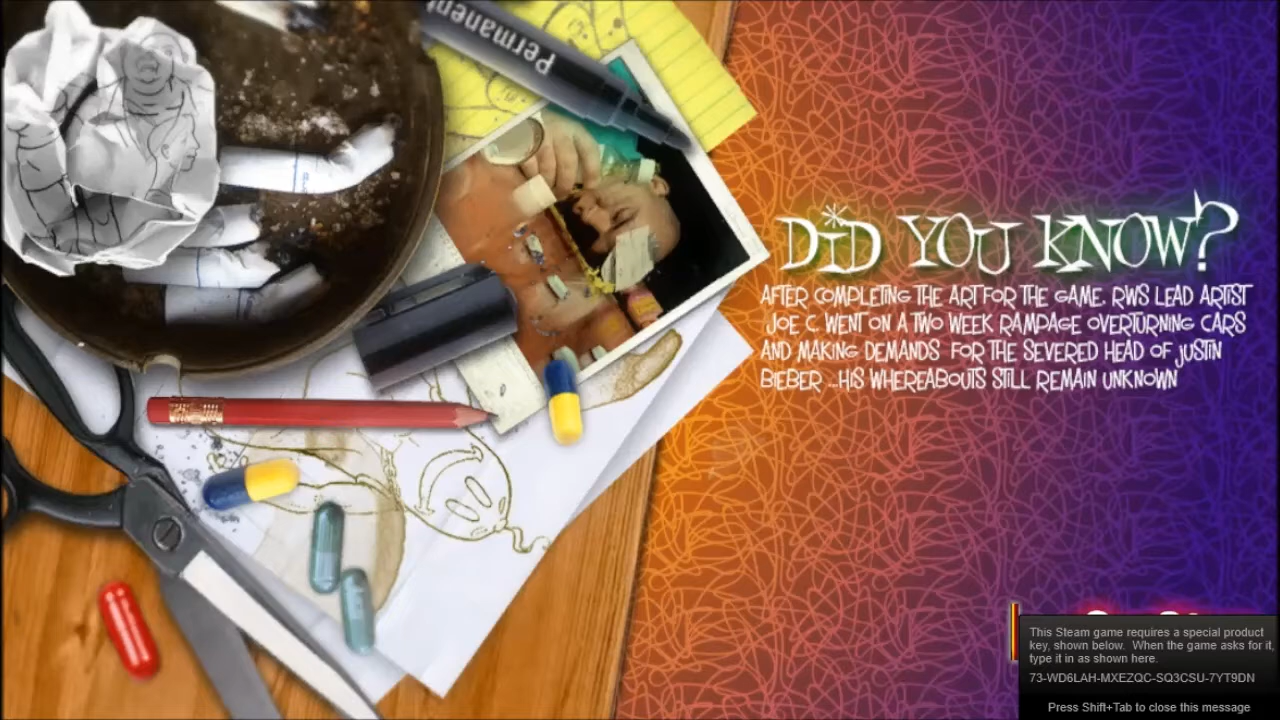 Permanent
DID YOU KNOW?
AFTER COMPLETING THE ART FOR THE GAME, RWS LEAD ARTIST
JOE C. WENT ON A TWO WEEK RAMPAGE OVERTURNING CARS
AND MAKING DEMANDS FOR THE SEVERED HEAD OF JUSTIN
BIEBER ...HIS WHEREABOUTS STILL REMAIN UNKNOWN
This Steam game requires a special product
key, shown below. When the game asks for it,
type it in as shown here.
73-WD6LAH-MXEZQC-SQ3CSU-7YT9DN
Press Shift+Tab to close this message